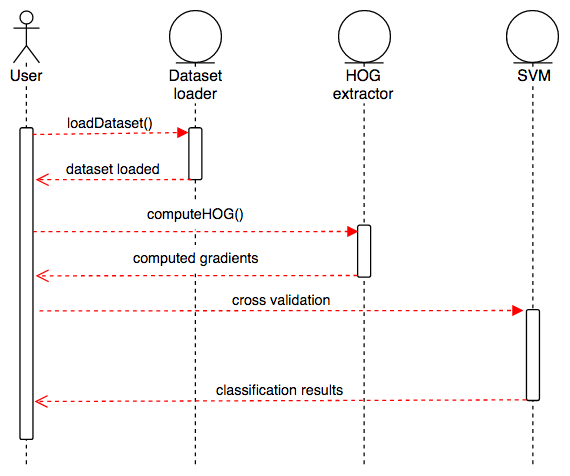 User
Dataset
loader
HOG
extractor
SVM
loadDataset()
dataset loaded
computeHOG()
computed gradients
cross validation
classification results